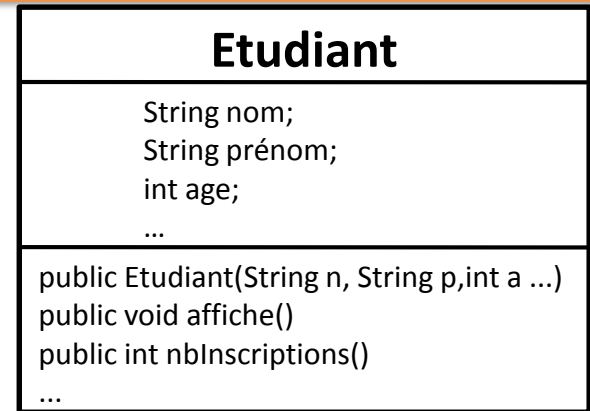 Etudiant
String nom;
String prénom;
int age;
…
public Etudiant(String n, String p,int a ...)
public void affiche()
public int nbInscriptions()
...